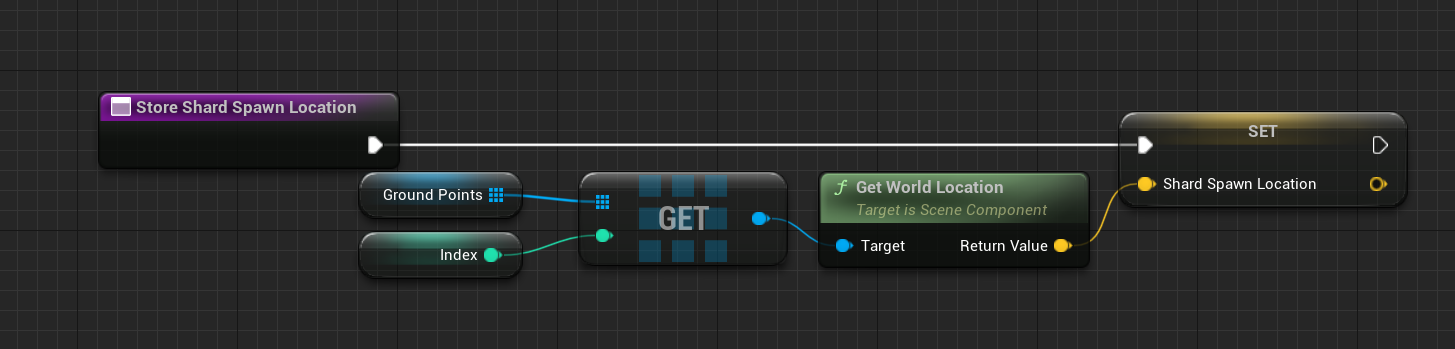 Store Shard Spawn Location
SET
Ground Points
GET
Get World Location
Target is Scene Component
Shard Spawn Location
Index
Target
Return Value